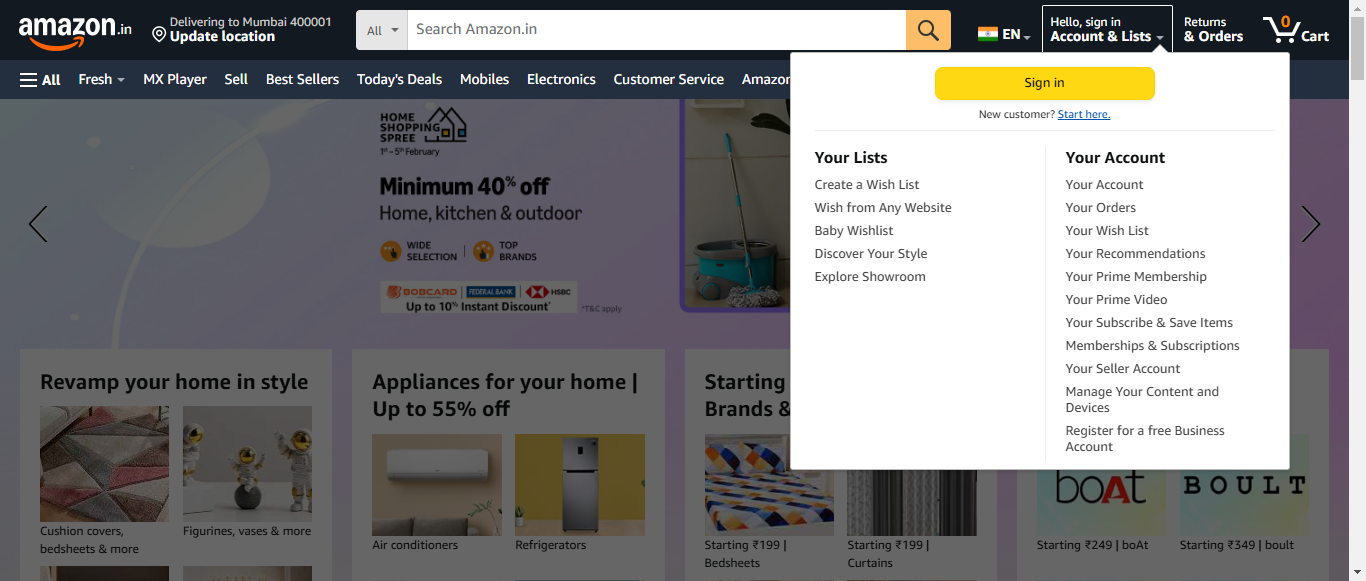 amazon.in
Delivering to Mumbai 400001
Update location
All
Search Amazon.in
EN
Hello, sign in
Account & Lists
Returns
& Orders
0
Cart
All
Fresh
MX Player
Sell
Best Sellers
Today's Deals
Mobiles
Electronics
Customer Service
Amazon
Sign in
New customer? Start here.
Your Lists
Create a Wish List
Wish from Any Website
Baby Wishlist
Discover Your Style
Explore Showroom
Your Account
Your Account
Your Orders
Your Wish List
Your Recommendations
Your Prime Membership
Your Prime Video
Your Subscribe & Save Items
Memberships & Subscriptions
Your Seller Account
Manage Your Content and
Devices
Register for a free Business
Account
HOME
SHOPPING
SPREE
1st – 5th February
Minimum 40% off
Home, kitchen & outdoor
WIDE
SELECTION
TOP
BRANDS
BOBCARD
FEDERAL BANK
HSBC
Up to 10% Instant Discount*
*T&C apply
Revamp your home in style
Cushion covers,
bedsheets & more
Figurines, vases & more
Appliances for your home |
Up to 55% off
Air conditioners
Refrigerators
Starting
Brands &
Starting ₹199 |
Bedsheets
Starting ₹199 |
Curtains
boAt
BOULT
Starting ₹249 | boAt
Starting ₹349 | boult